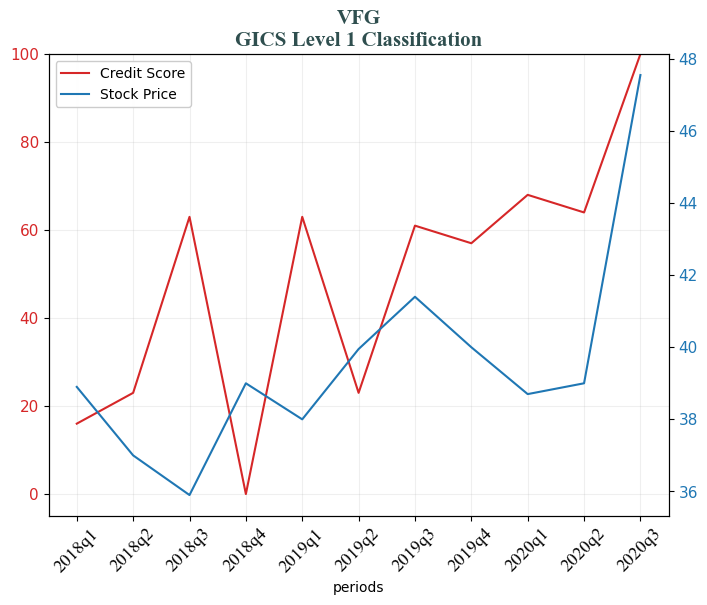 VFG
GICS Level 1 Classification
Credit Score
Stock Price
100
80
60
40
20
0
48
46
44
42
40
38
36
2018q1
2018q2
2018q3
2018q4
2019q1
2019q2
2019q3
2019q4
2020q1
2020q2
2020q3
periods